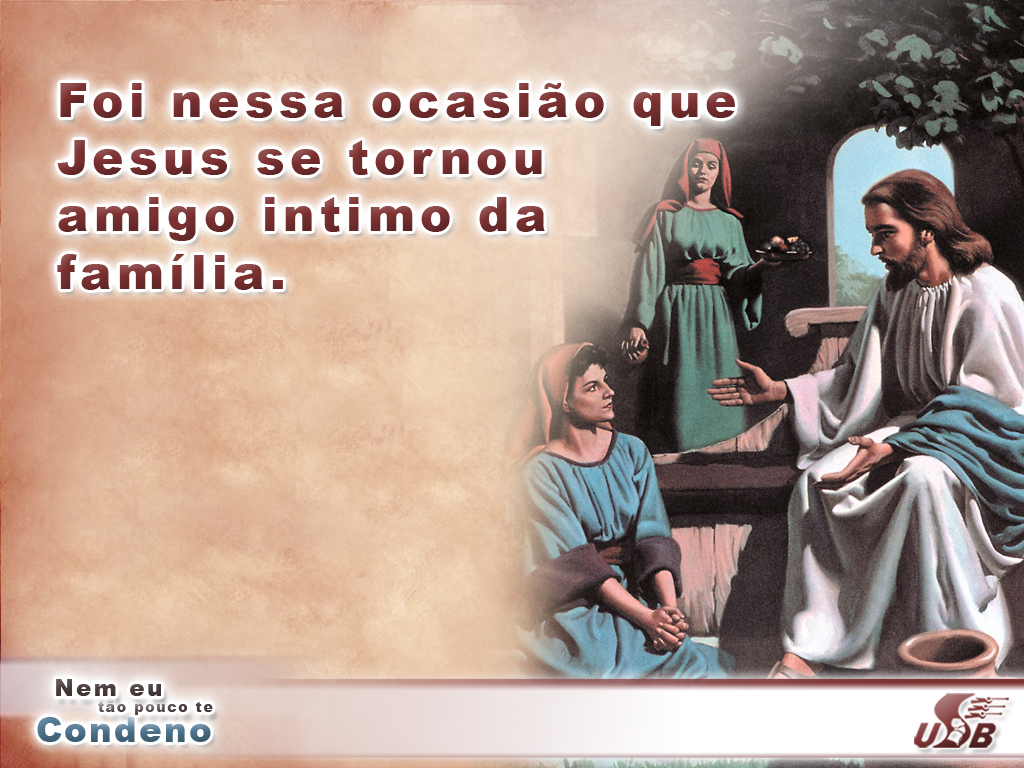 Foi nessa ocasião que
Jesus se tornou
amigo intimo da
família.
Nem eu
tão pouco te
Condeno
USB